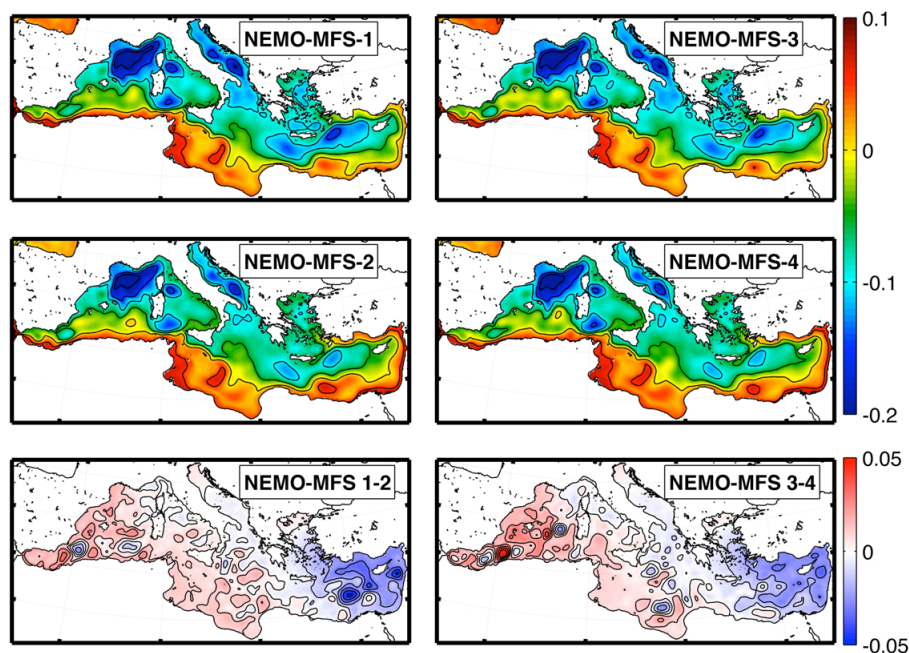 NEMO-MFS-1
NEMO-MFS-3
0.1
0
-0.1
-0.2
NEMO-MFS-2
NEMO-MFS-4
NEMO-MFS 1-2
NEMO-MFS 3-4
0.05
0
-0.05